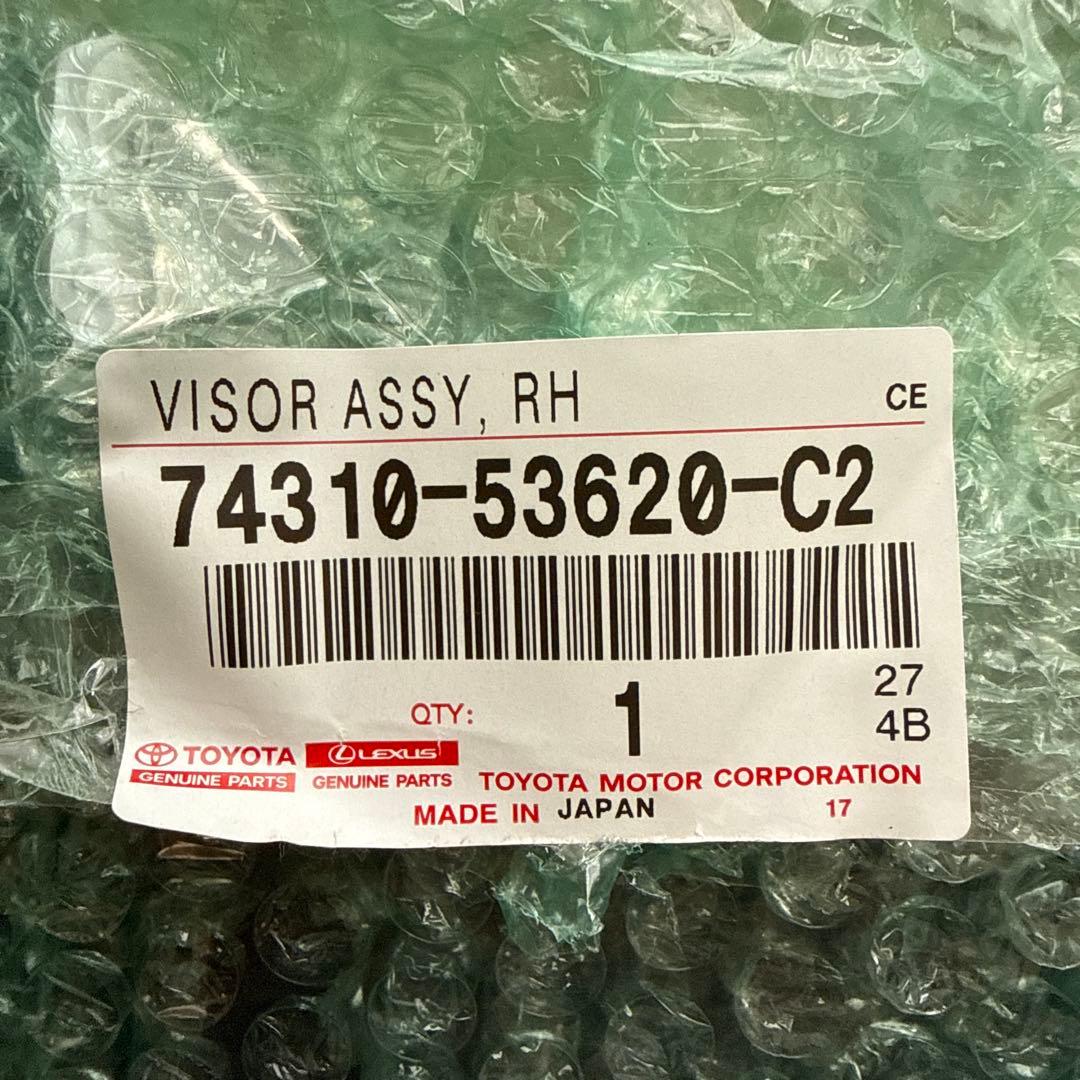 VISOR ASSY, RH CE
74310-53620-C2
27
QTY: 1 4B
TOYOTA LEXUS
GENUINE PARTS GENUINE PARTS TOYOTA MOTOR CORPORATION
MADE IN JAPAN 17